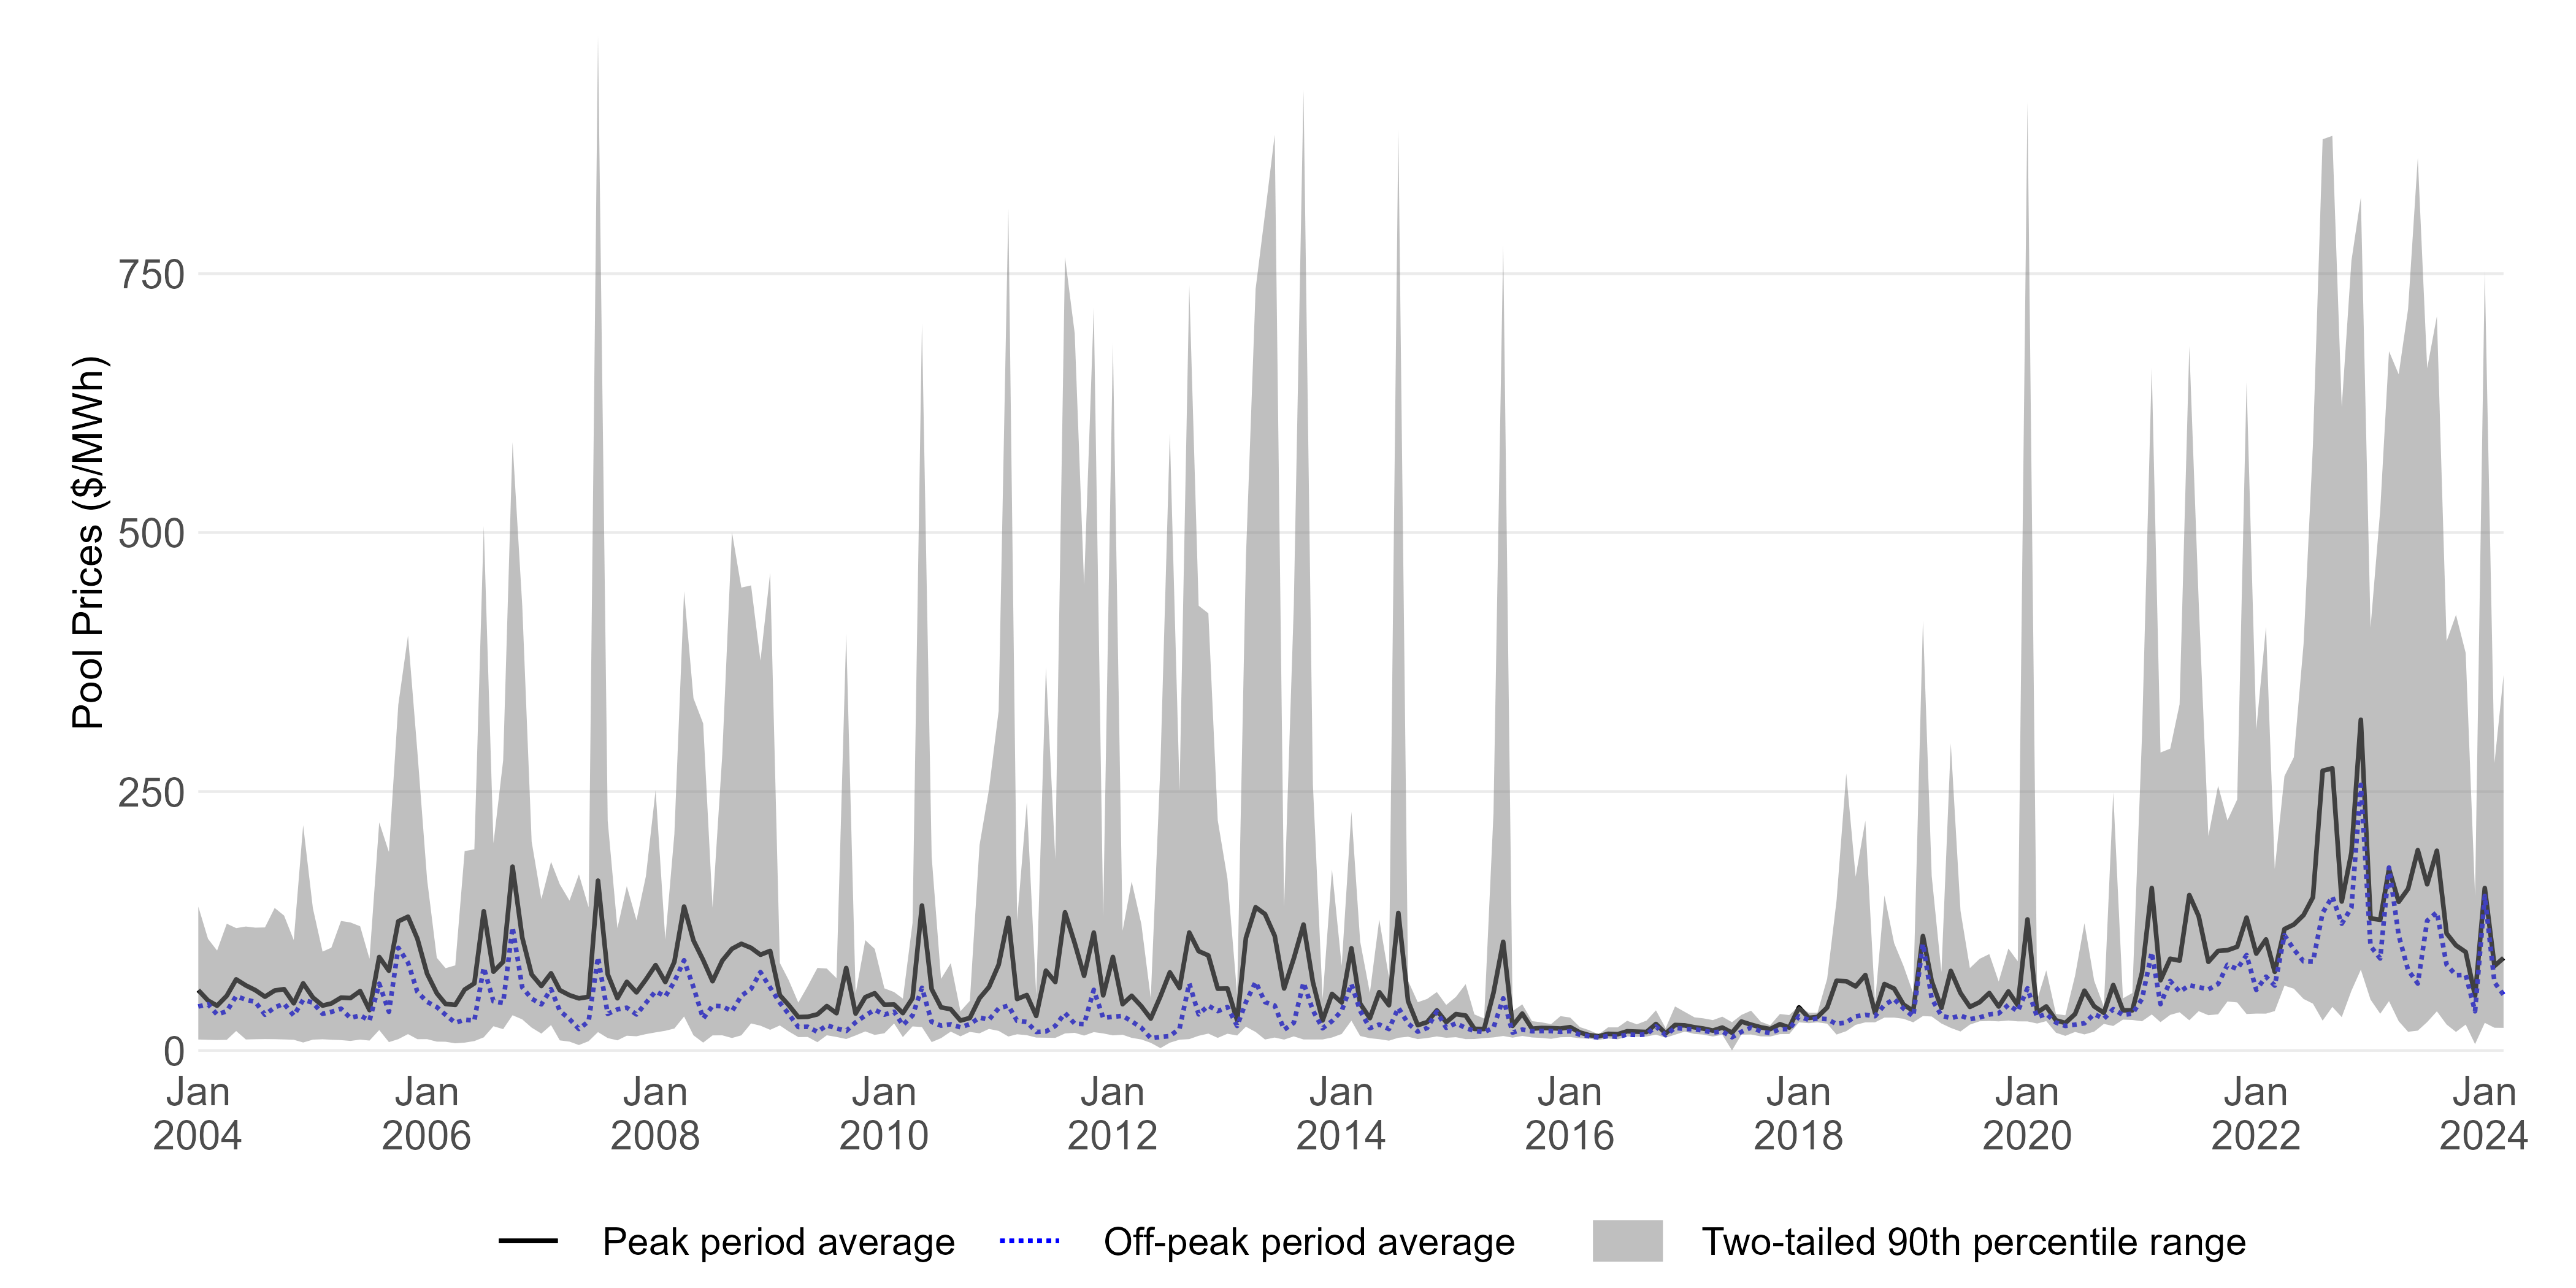 Pool Prices ($/MWh)
750
500
250
0
Jan 2004
Jan 2006
Jan 2008
Jan 2010
Jan 2012
Jan 2014
Jan 2016
Jan 2018
Jan 2020
Jan 2022
Jan 2024
Peak period average
Off-peak period average
Two-tailed 90th percentile range